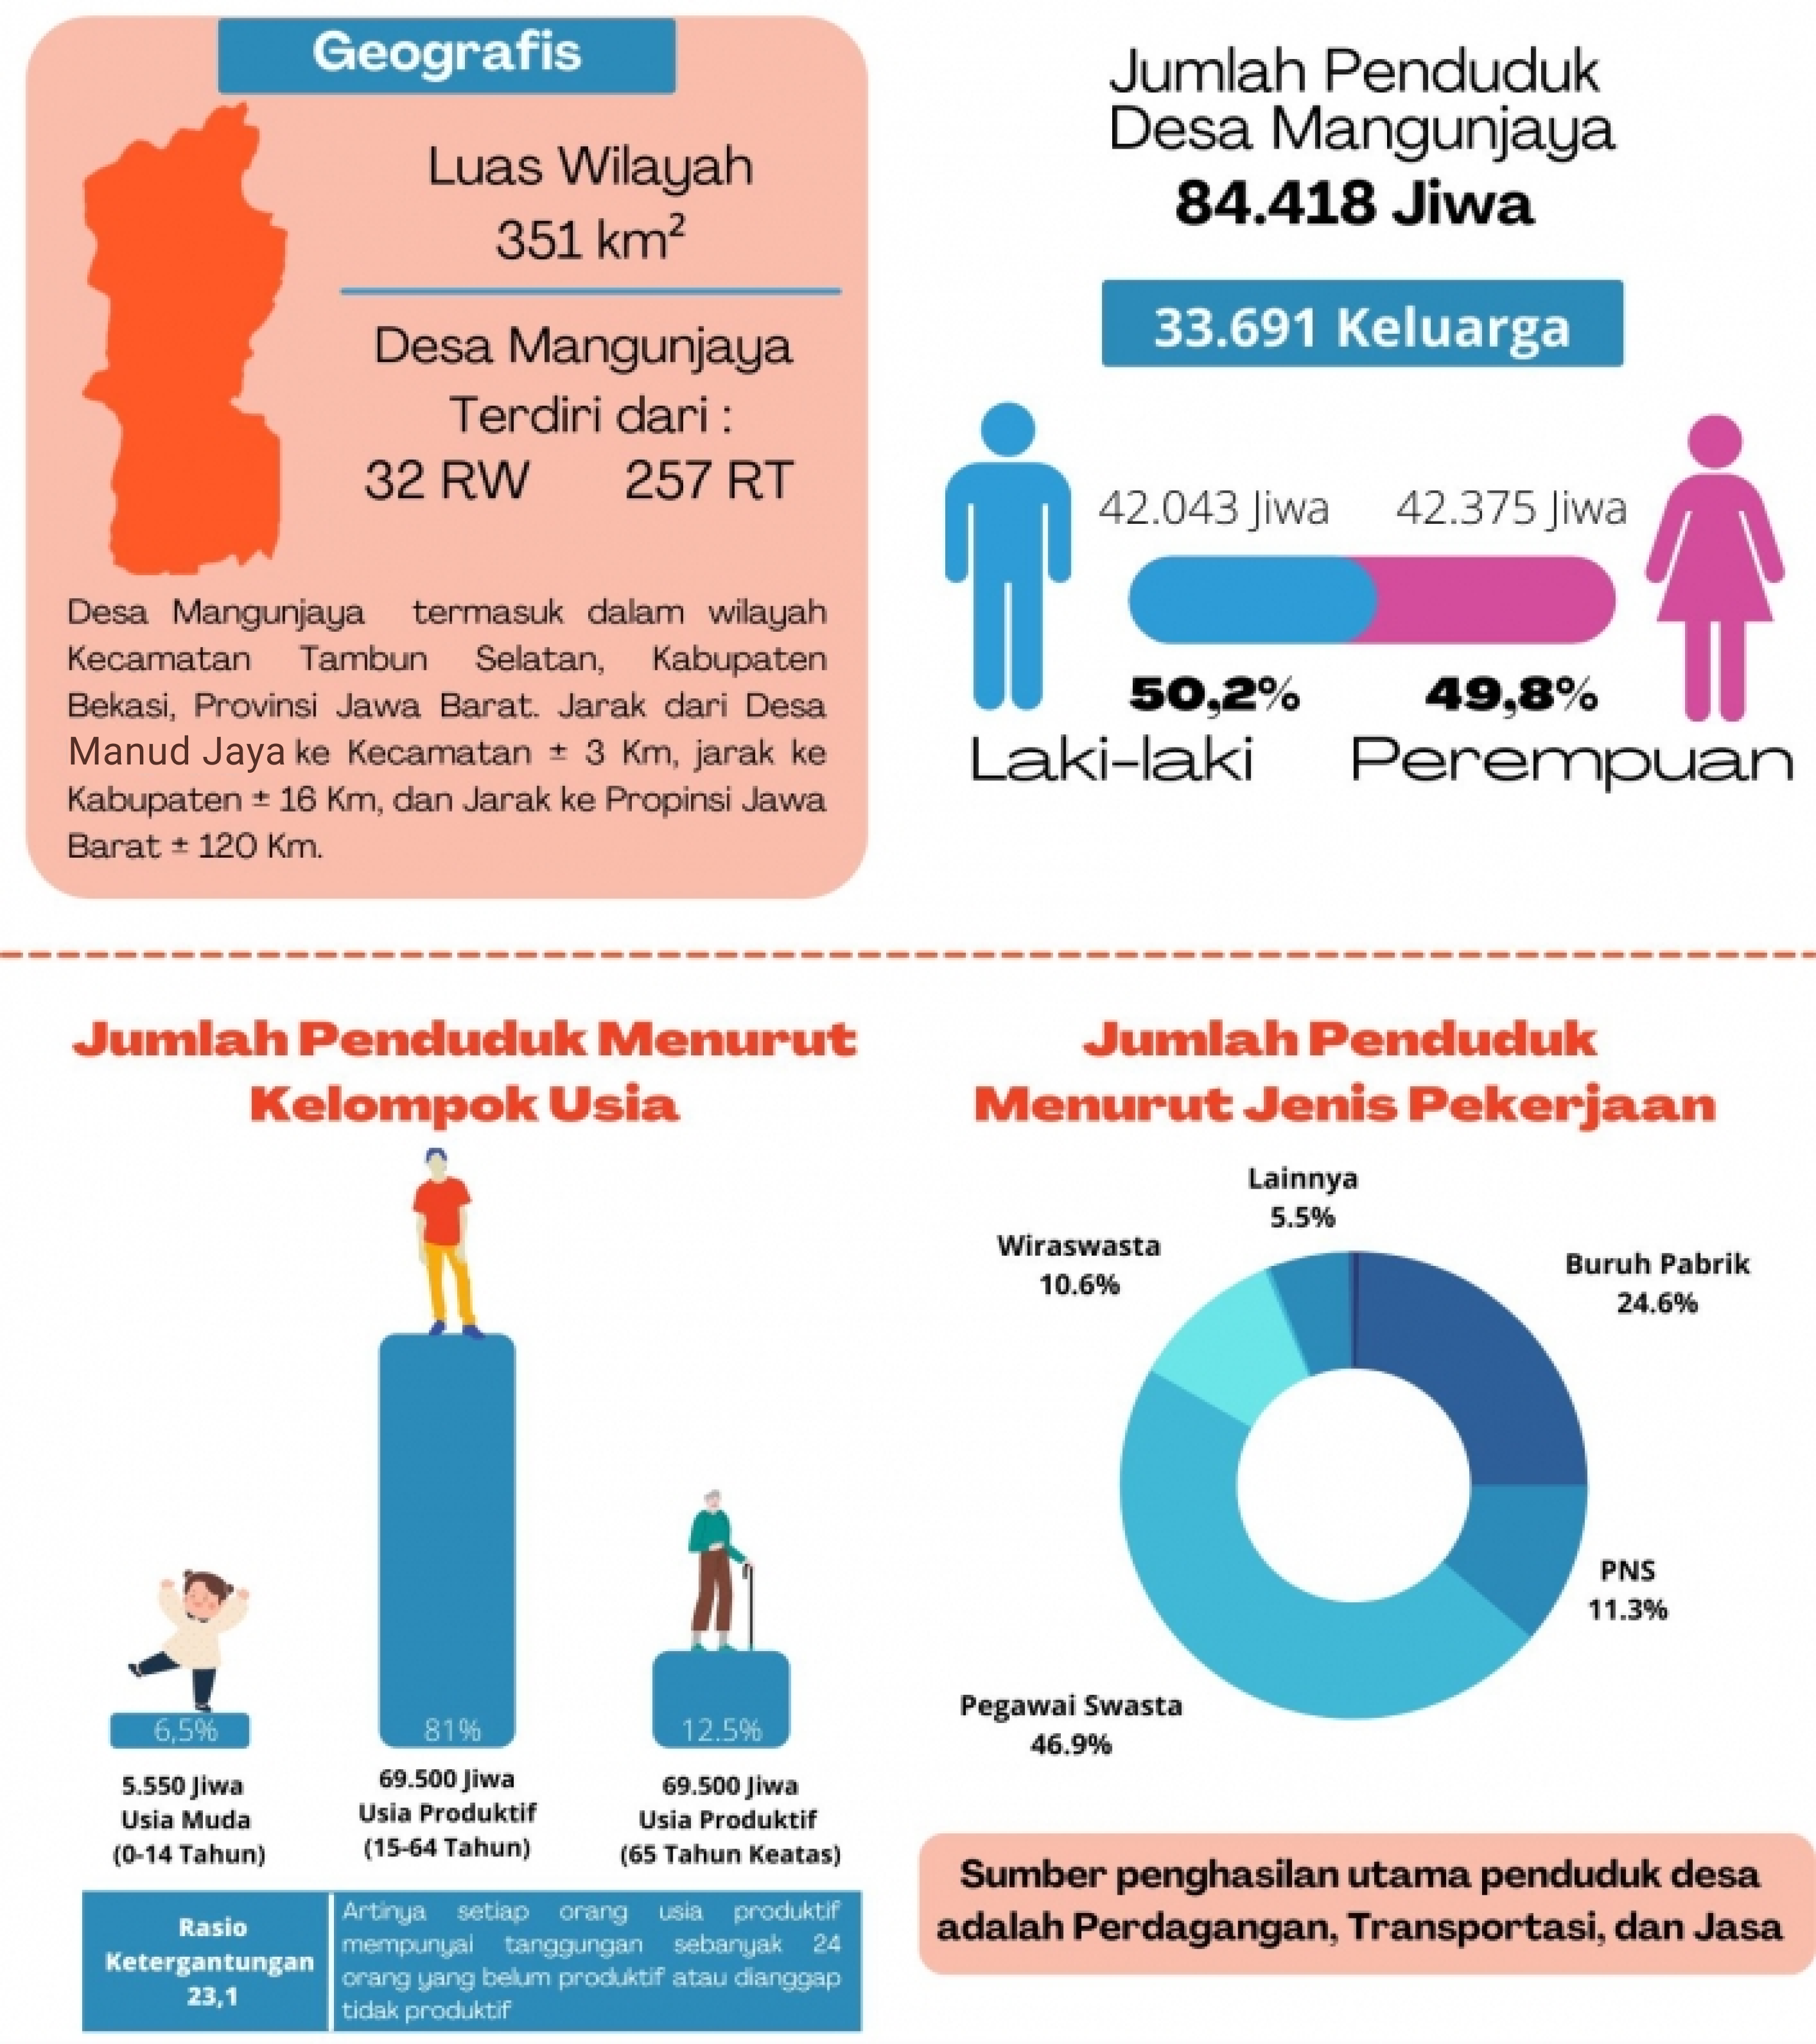 Geografis
Luas Wilayah
351 km²
Desa Mangunjaya
Terdiri dari :
32 RW 257 RT
Desa Mangunjaya termasuk dalam wilayah
Kecamatan Tambun Selatan, Kabupaten
Bekasi, Provinsi Jawa Barat. Jarak dari Desa
Manud Jaya ke Kecamatan ± 3 Km, jarak ke
Kabupaten ± 16 Km, dan Jarak ke Propinsi Jawa
Barat ± 120 Km.
Jumlah Penduduk
Desa Mangunjaya
84.418 Jiwa
33.691 Keluarga
42.043 Jiwa 42.375 Jiwa
50,2% 49,8%
Laki-laki Perempuan
Jumlah Penduduk Menurut
Kelompok Usia
6,5%
81%
12.5%
5.550 Jiwa
Usia Muda
(0-14 Tahun)
69.500 Jiwa
Usia Produktif
(15-64 Tahun)
69.500 Jiwa
Usia Produktif
(65 Tahun Keatas)
Rasio
Ketergantungan
23,1
Artinya setiap orang usia produktif
mempunyai tanggungan sebanyak 24
orang yang belum produktif atau dianggap
tidak produktif
Jumlah Penduduk
Menurut Jenis Pekerjaan
Lainnya
5.5%
Wiraswasta
10.6%
Buruh Pabrik
24.6%
PNS
11.3%
Pegawai Swasta
46.9%
Sumber penghasilan utama penduduk desa
adalah Perdagangan, Transportasi, dan Jasa